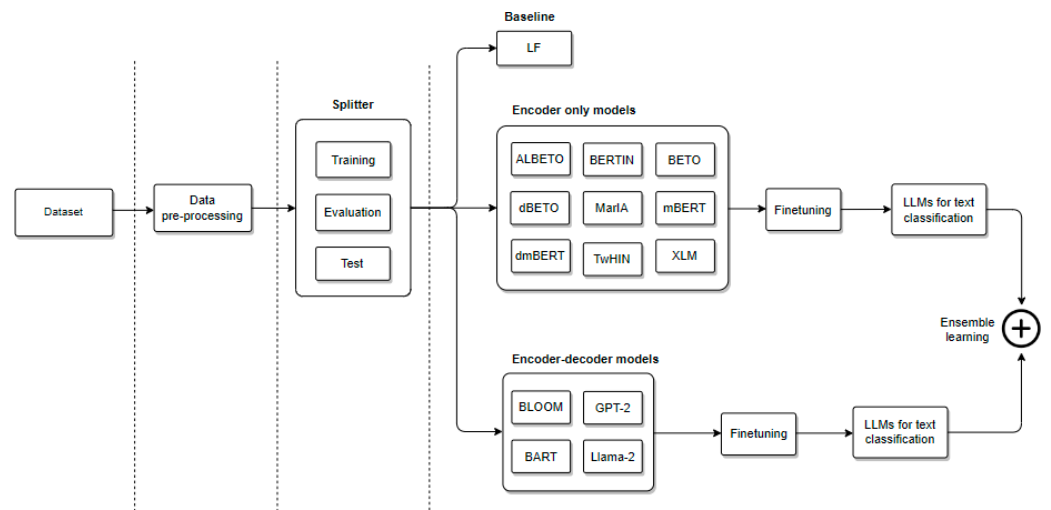 Baseline
LF
Splitter
Encoder only models
Training
ALBETO
BERTIN
BETO
Dataset
Data
pre-processing
Evaluation
dBETO
MarIA
mBERT
Finetuning
LLMs for text
classification
Test
dmBERT
TwHIN
XLM
Ensemble
learning
Encoder-decoder models
BLOOM
GPT-2
Finetuning
LLMs for text
classification
BART
Llama-2